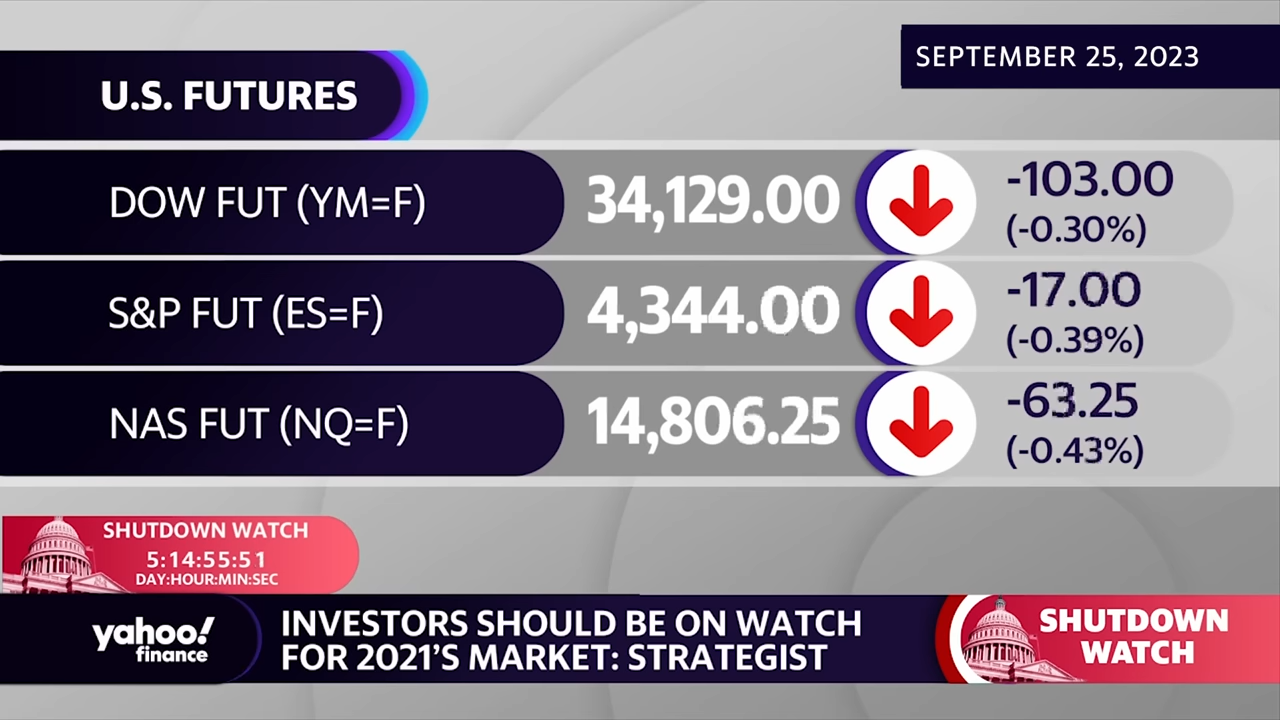 SEPTEMBER 25, 2023
U.S. FUTURES
DOW FUT (YM=F) 34,129.00 -103.00
(-0.30%)
S&P FUT (ES=F) 4,344.00 -17.00
(-0.39%)
NAS FUT (NQ=F) 14,806.25 -63.25
(-0.43%)
SHUTDOWN WATCH
5:14:55:51
DAY:HOUR:MIN:SEC
yahoo!
finance
INVESTORS SHOULD BE ON WATCH
FOR 2021'S MARKET: STRATEGIST
SHUTDOWN
WATCH